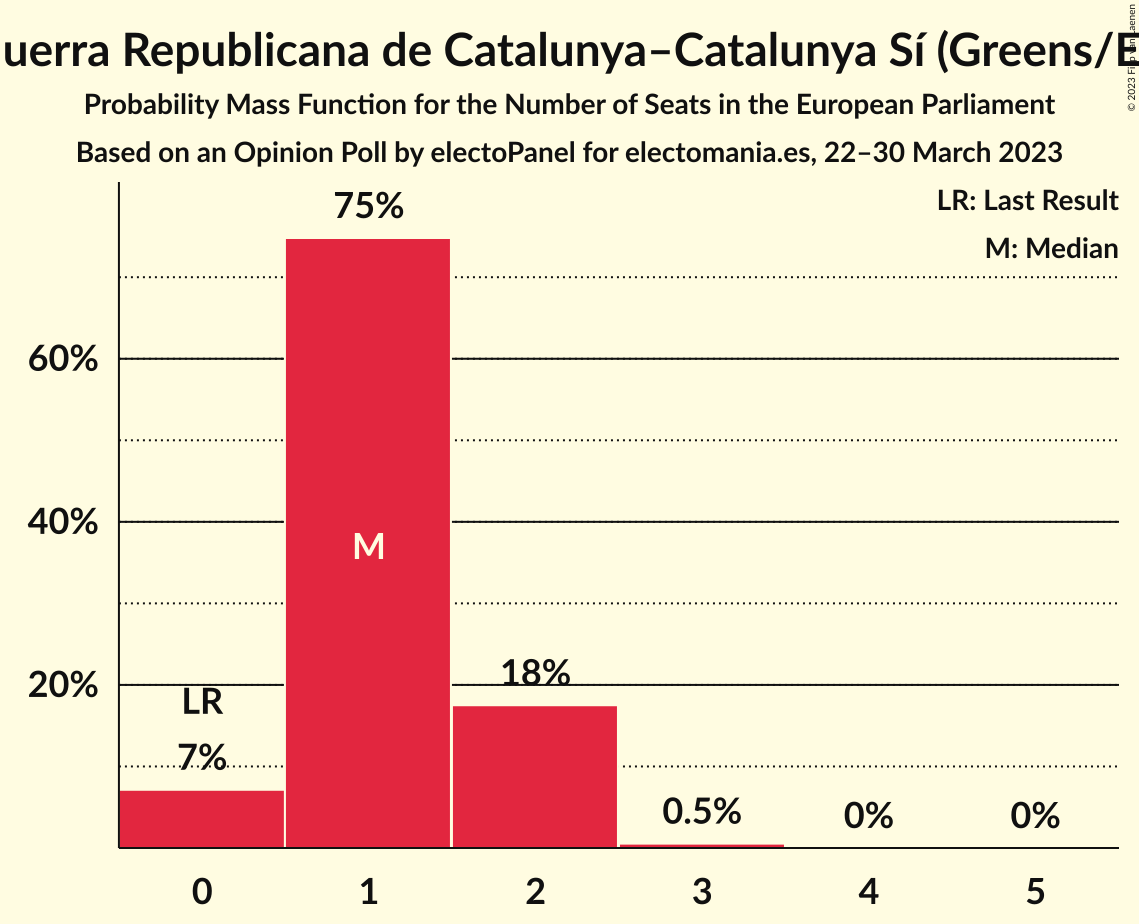 uerra Republicana de Catalunya–Catalunya Sí (Greens/E
Probability Mass Function for the Number of Seats in the European Parliament
Based on an Opinion Poll by electoPanel for electomania.es, 22–30 March 2023
LR: Last Result
M: Median
75%
60%
40%
M
20%
18%
LR
7%
0.5%
0%
0%
0
1
2
3
4
5